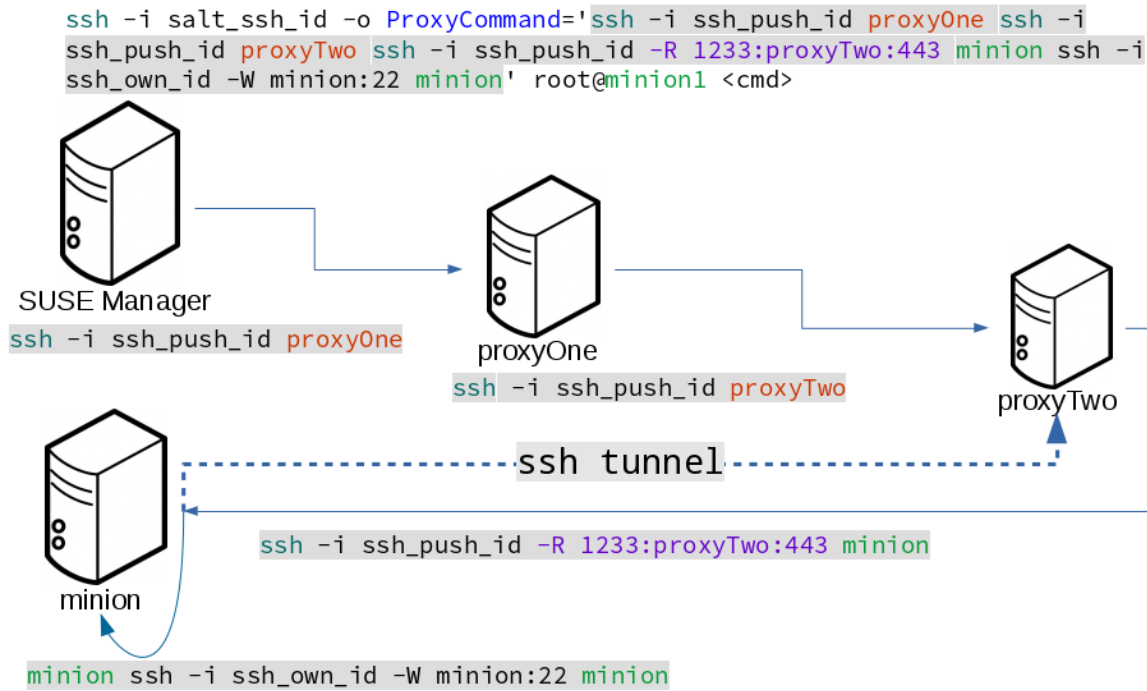 ssh -i salt_ssh_id -o ProxyCommand='ssh -i ssh_push_id proxyOne ssh -i
ssh_push_id proxyTwo ssh -i ssh_push_id -R 1233:proxyTwo:443 minion ssh -i
ssh_own_id -W minion:22 minion' root@minion1 <cmd>
SUSE Manager
ssh -i ssh_push_id proxyOne
proxyOne
ssh -i ssh_push_id proxyTwo
proxyTwo
ssh tunnel
ssh -i ssh_push_id -R 1233:proxyTwo:443 minion
minion
minion ssh -i ssh_own_id -W minion:22 minion